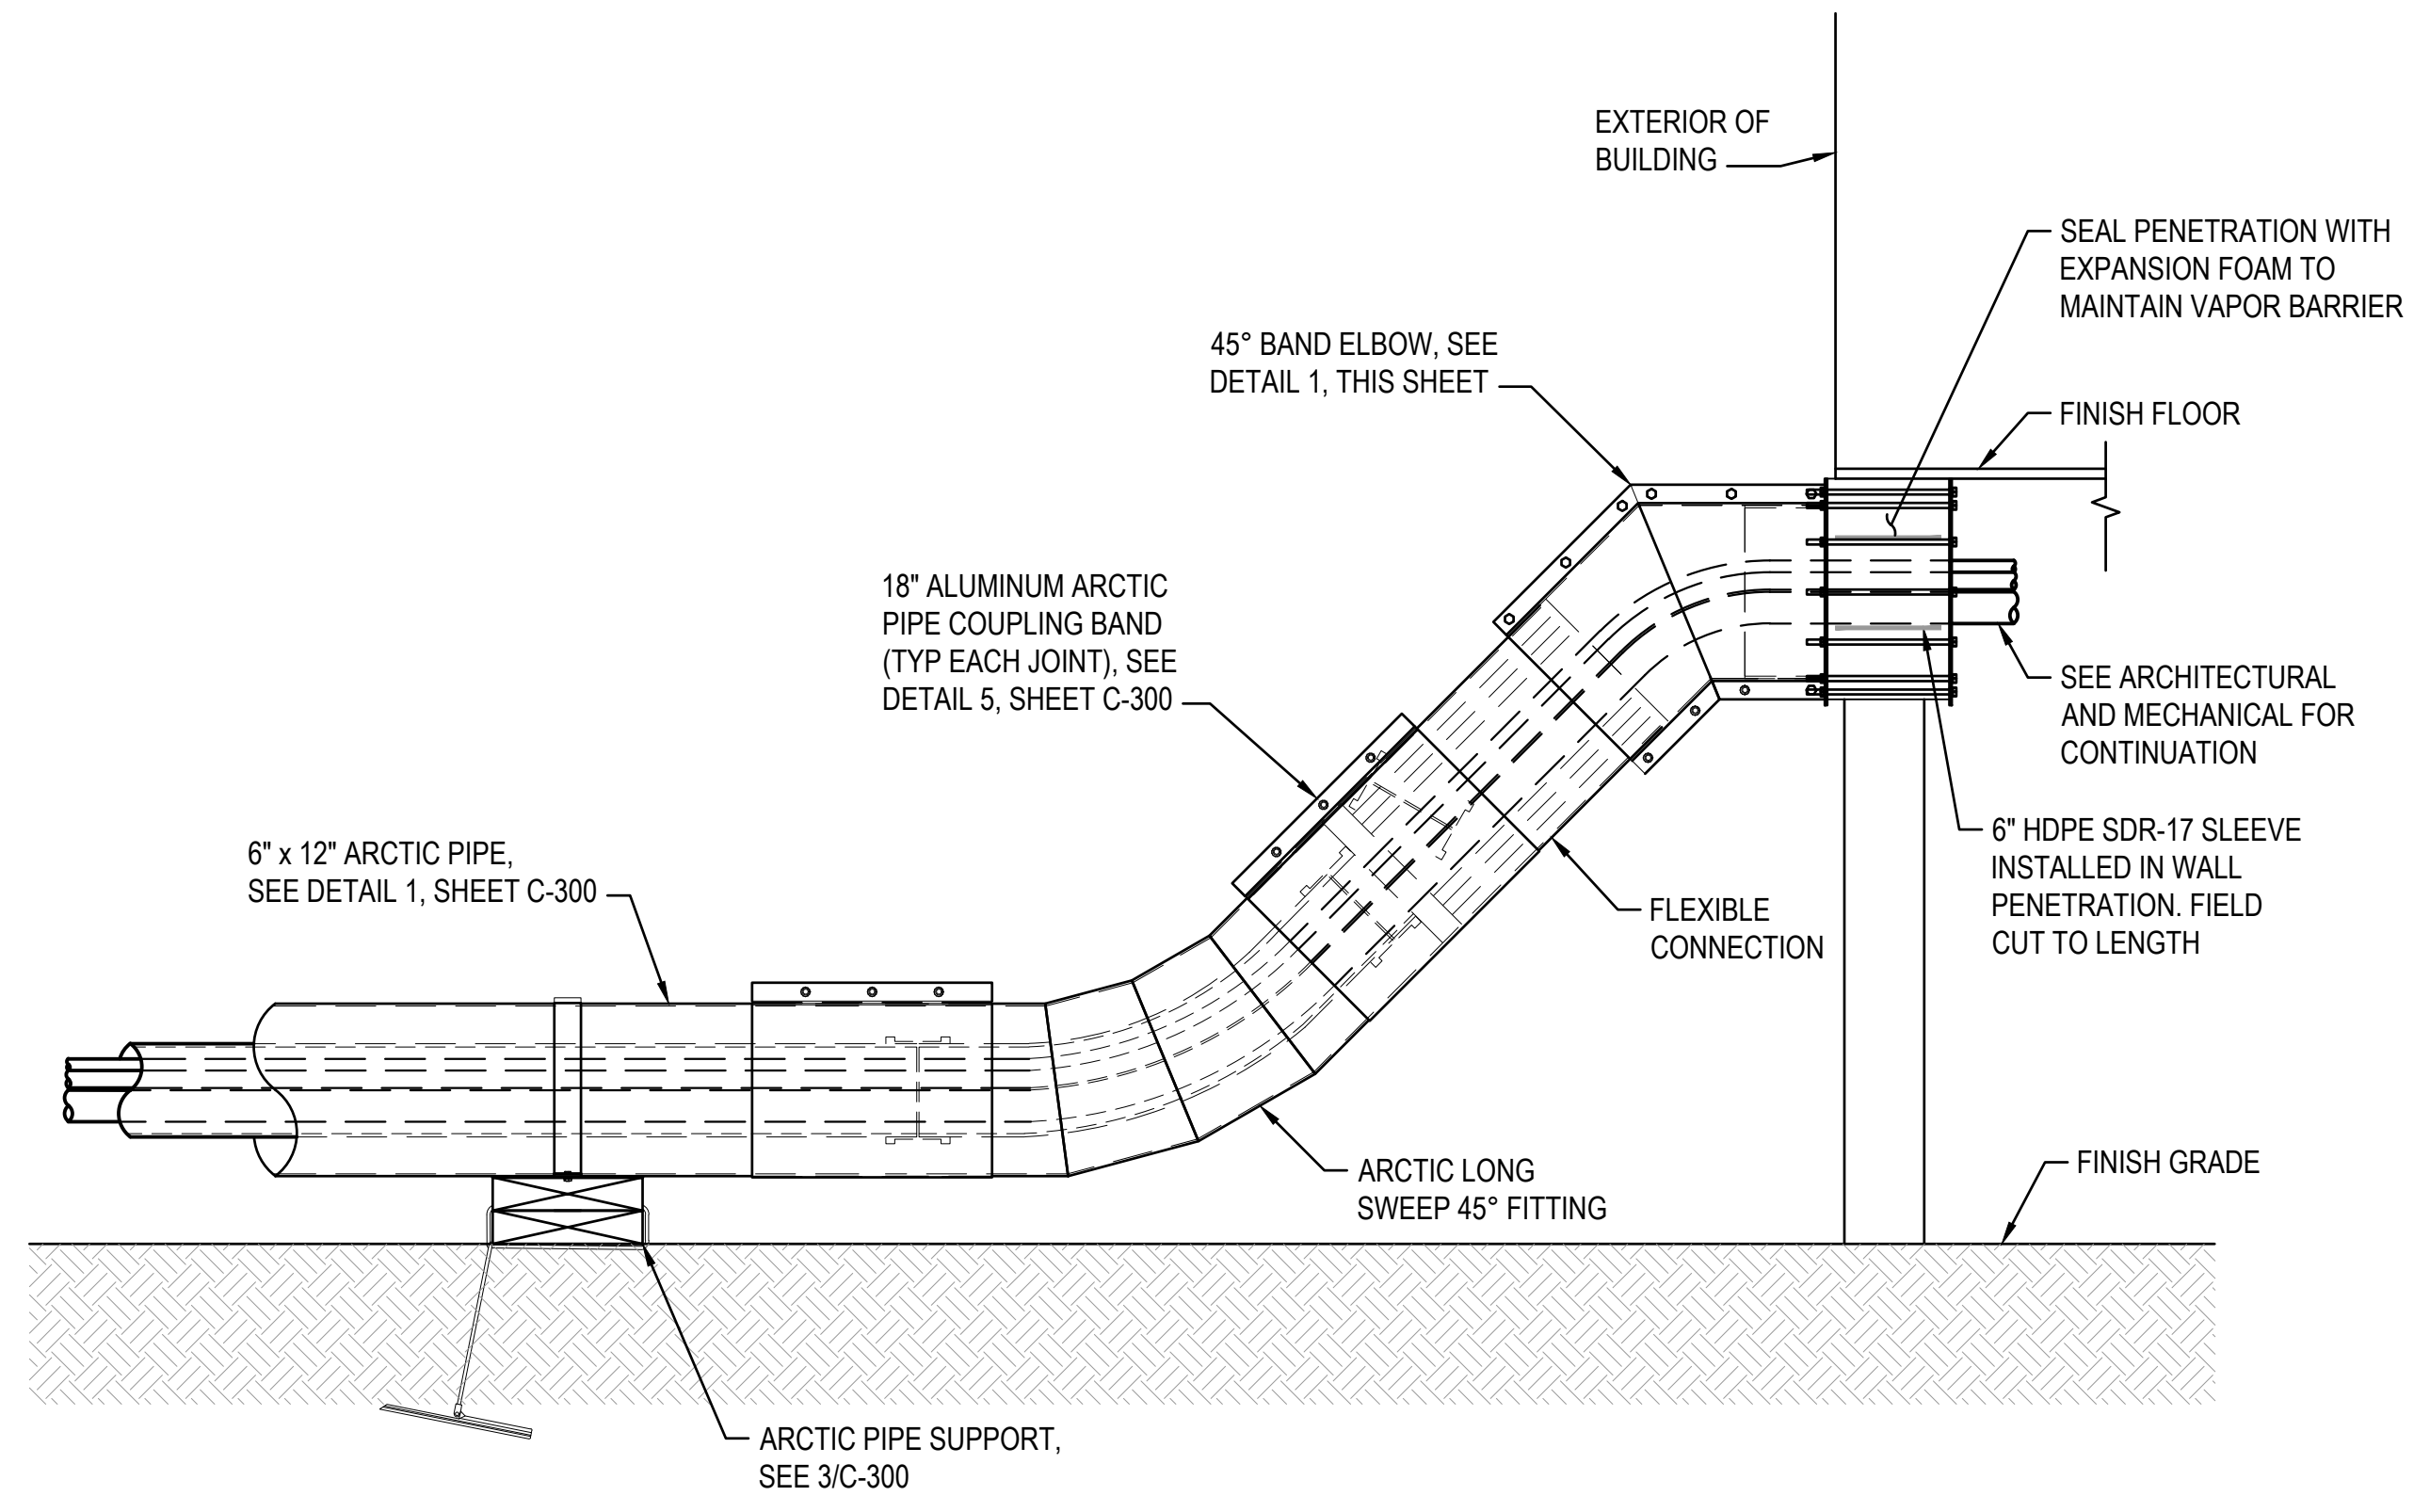 EXTERIOR OF
BUILDING
SEAL PENETRATION WITH
EXPANSION FOAM TO
MAINTAIN VAPOR BARRIER
45° BAND ELBOW, SEE
DETAIL 1, THIS SHEET
FINISH FLOOR
18" ALUMINUM ARCTIC
PIPE COUPLING BAND
(TYP EACH JOINT), SEE
DETAIL 5, SHEET C-300
SEE ARCHITECTURAL
AND MECHANICAL FOR
CONTINUATION
6" x 12" ARCTIC PIPE,
SEE DETAIL 1, SHEET C-300
6" HDPE SDR-17 SLEEVE
INSTALLED IN WALL
PENETRATION. FIELD
CUT TO LENGTH
FLEXIBLE
CONNECTION
ARCTIC LONG
SWEEP 45° FITTING
FINISH GRADE
ARCTIC PIPE SUPPORT,
SEE 3/C-300